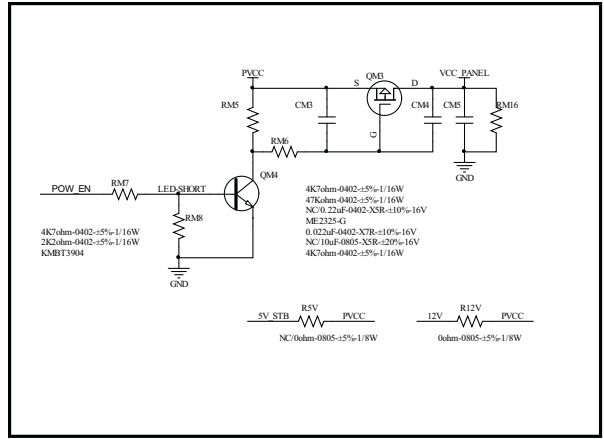 PVCC
QM3
VCC_PANEL
S
D
RM5
CM3
CM4
CM5
RM16
G
RM6
GND
QM4
RM7
POW_EN
LED-SHORT
RM8
4K7ohm-0402-±5%-1/16W
2K2ohm-0402-±5%-1/16W
KMBT3904
GND
4K7ohm-0402-±5%-1/16W
47Kohm-0402-±5%-1/16W
NC/0.22uF-0402-X5R-±10%-16V
ME2325-G
0.022uF-0402-X7R-±10%-16V
NC/10uF-0805-X5R-±20%-16V
4K7ohm-0402-±5%-1/16W
R5V
5V_STB
PVCC
NC/0ohm-0805-±5%-1/8W
R12V
12V
PVCC
0ohm-0805-±5%-1/8W